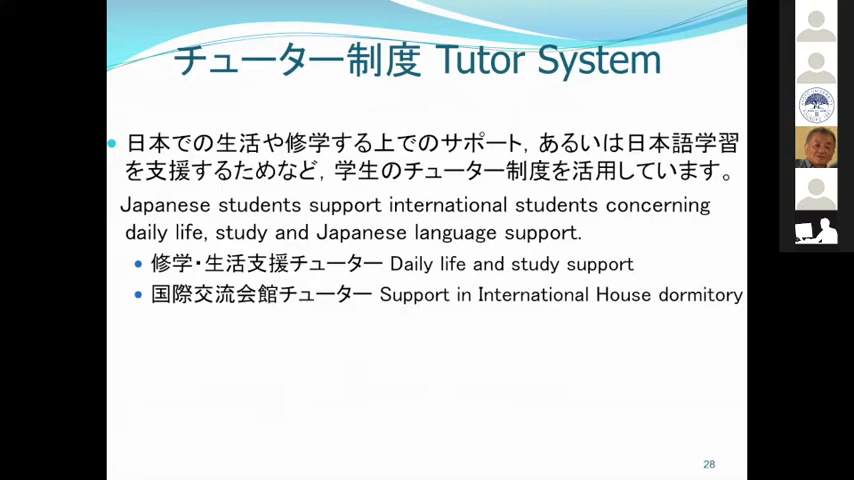 チューター制度 Tutor System
日本での生活や修学する上でのサポート, あるいは日本語学習
を支援するためなど, 学生のチューター制度を活用しています。
Japanese students support international students concerning
daily life, study and Japanese language support.
修学・生活支援チューター Daily life and study support
国際交流会館チューター Support in International House dormitory
28